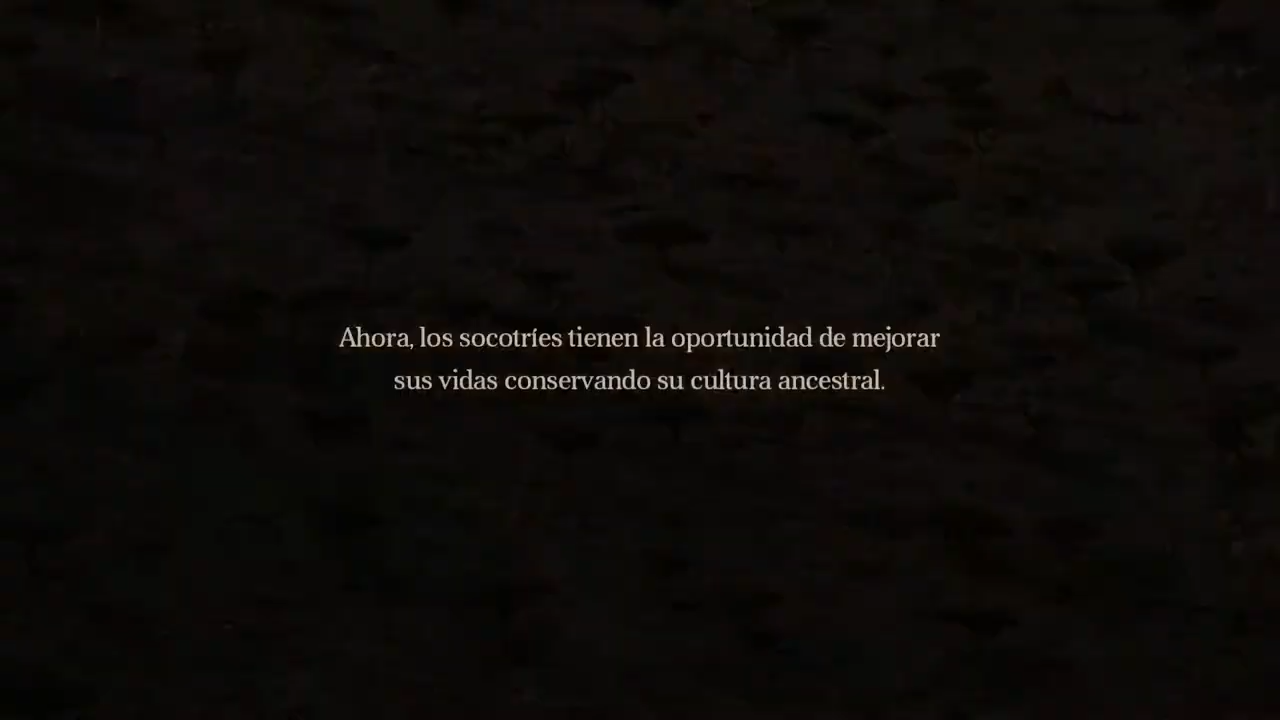 Ahora, los socotríes tienen la oportunidad de mejorar
sus vidas conservando su cultura ancestral.